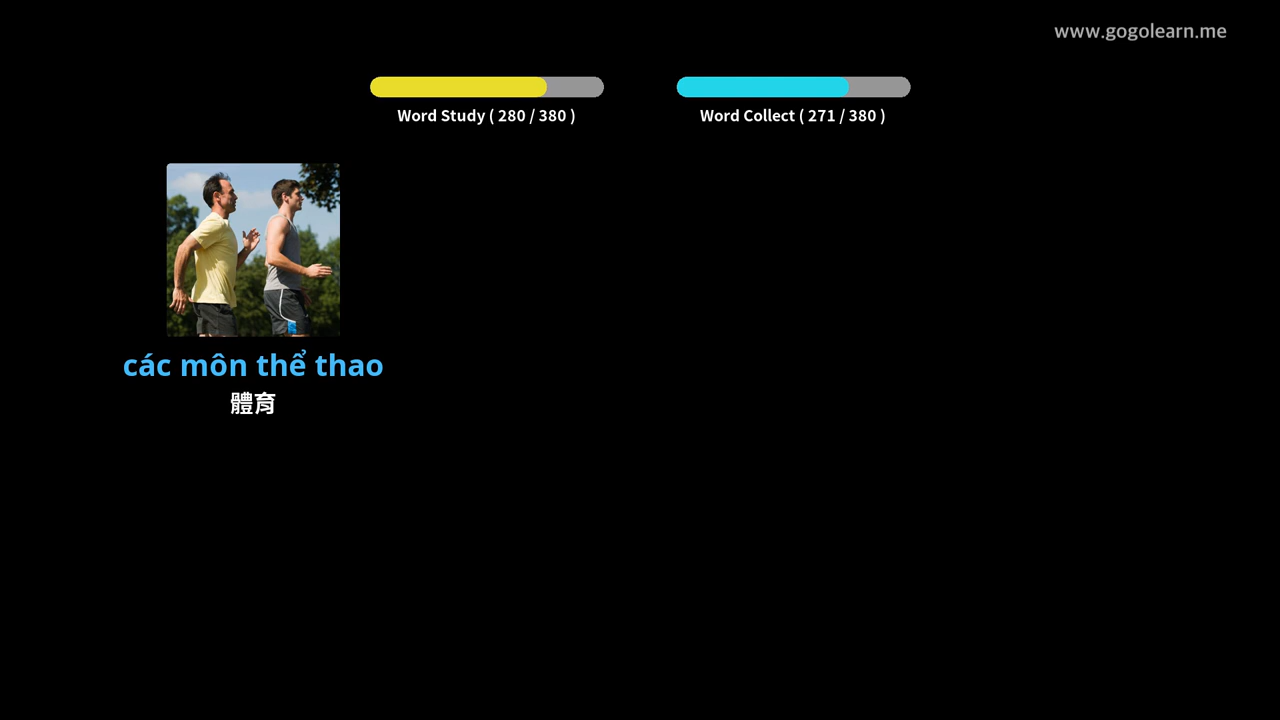 www.gogolearn.me
Word Study ( 280 / 380 )
Word Collect ( 271 / 380 )
các môn thể thao
體育